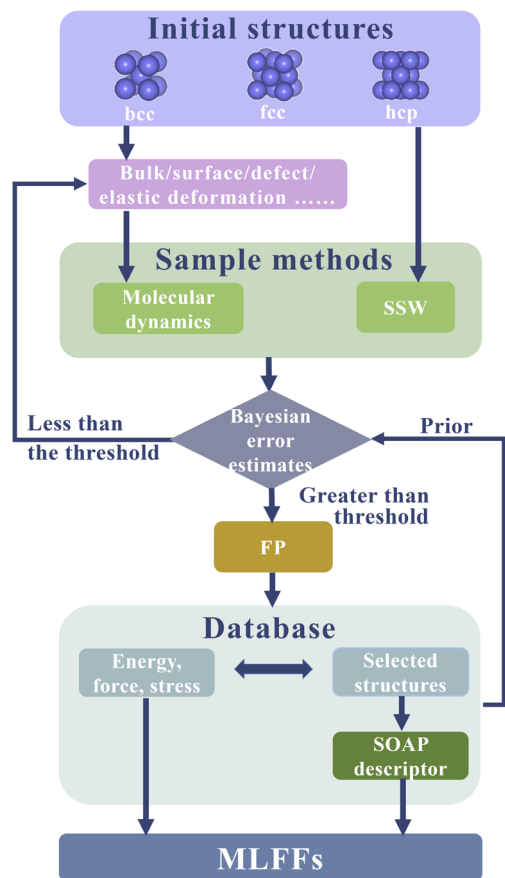 Initial structures
bcc fcc hcp
Bulk/surface/defect/
elastic deformation ……
Sample methods
Molecular
dynamics
SSW
Less than
the threshold
Bayesian
error
estimates
Prior
Greater than
threshold
FP
Database
Energy,
force, stress
Selected
structures
SOAP
descriptor
MLFFs